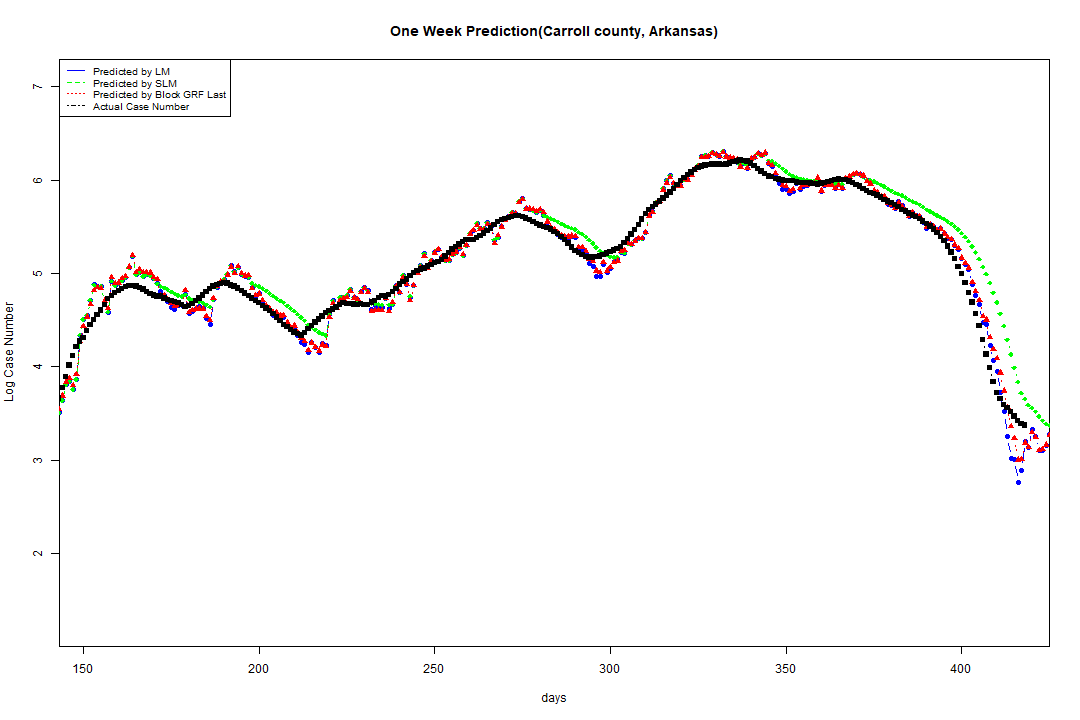 One Week Prediction(Carroll county, Arkansas)
Predicted by LM
Predicted by SLM
Predicted by Block GRF Last
Actual Case Number
7
6
5
4
3
2
Log Case Number
150 200 250 300 350 400
days